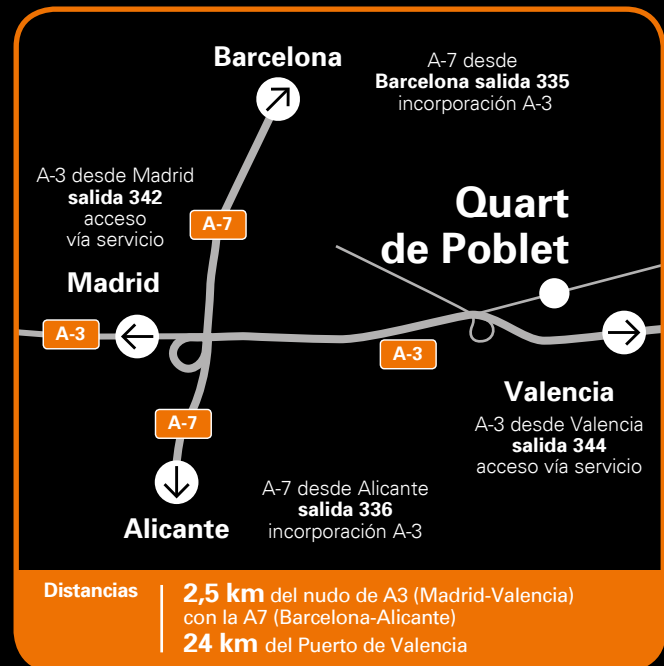 Barcelona
A-7 desde
Barcelona salida 335
incorporación A-3
A-3 desde Madrid
salida 342
acceso
vía servicio
A-7
Quart
de Poblet
Madrid
A-3
A-3
Valencia
A-3 desde Valencia
salida 344
acceso vía servicio
A-7
Alicante
A-7 desde Alicante
salida 336
incorporación A-3
Distancias
2,5 km del nudo de A3 (Madrid-Valencia)
con la A7 (Barcelona-Alicante)
24 km del Puerto de Valencia